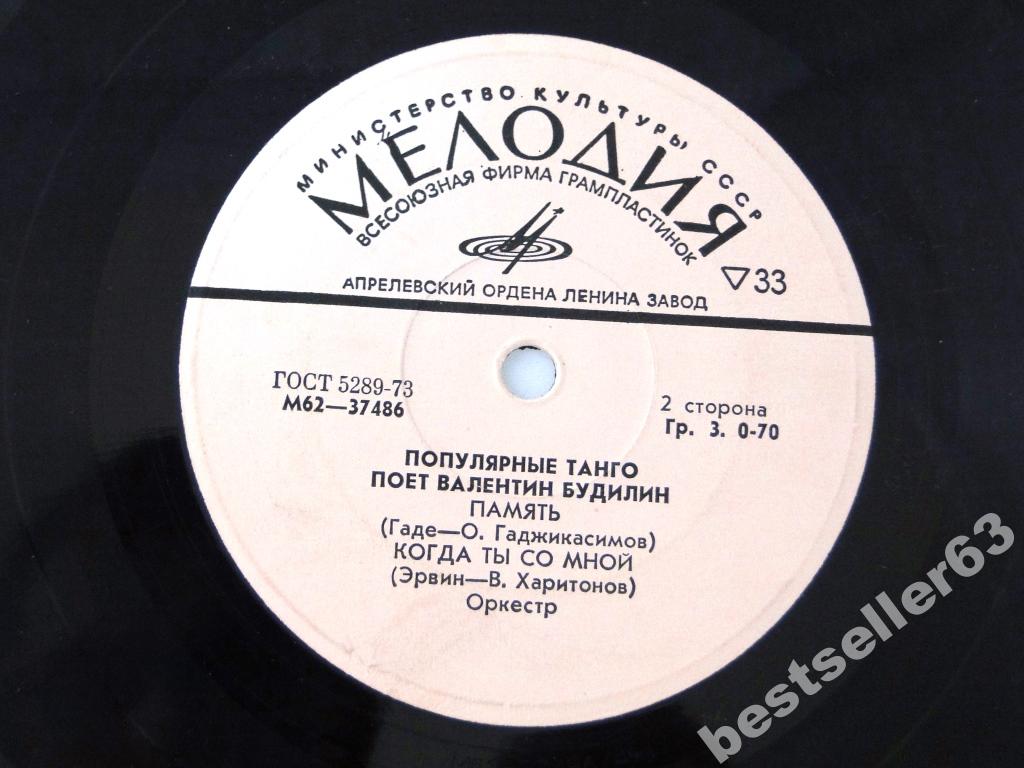 МИНИСТЕРСТВО КУЛЬТУРЫ СССР
МЕЛОДИЯ
ВСЕСОЮЗНАЯ ФИРМА ГРАМПЛАСТИНОК
▽33
АПРЕЛЕВСКИЙ ОРДЕНА ЛЕНИНА ЗАВОД
ГОСТ 5289-73
М62—37486
2 сторона
Гр. 3. 0-70
ПОПУЛЯРНЫЕ ТАНГО
ПОЕТ ВАЛЕНТИН БУДИЛИН
ПАМЯТЬ
(Гаде—О. Гаджикасимов)
КОГДА ТЫ СО МНОЙ
(Эрвин—В. Харитонов)
Оркестр
bestseller63